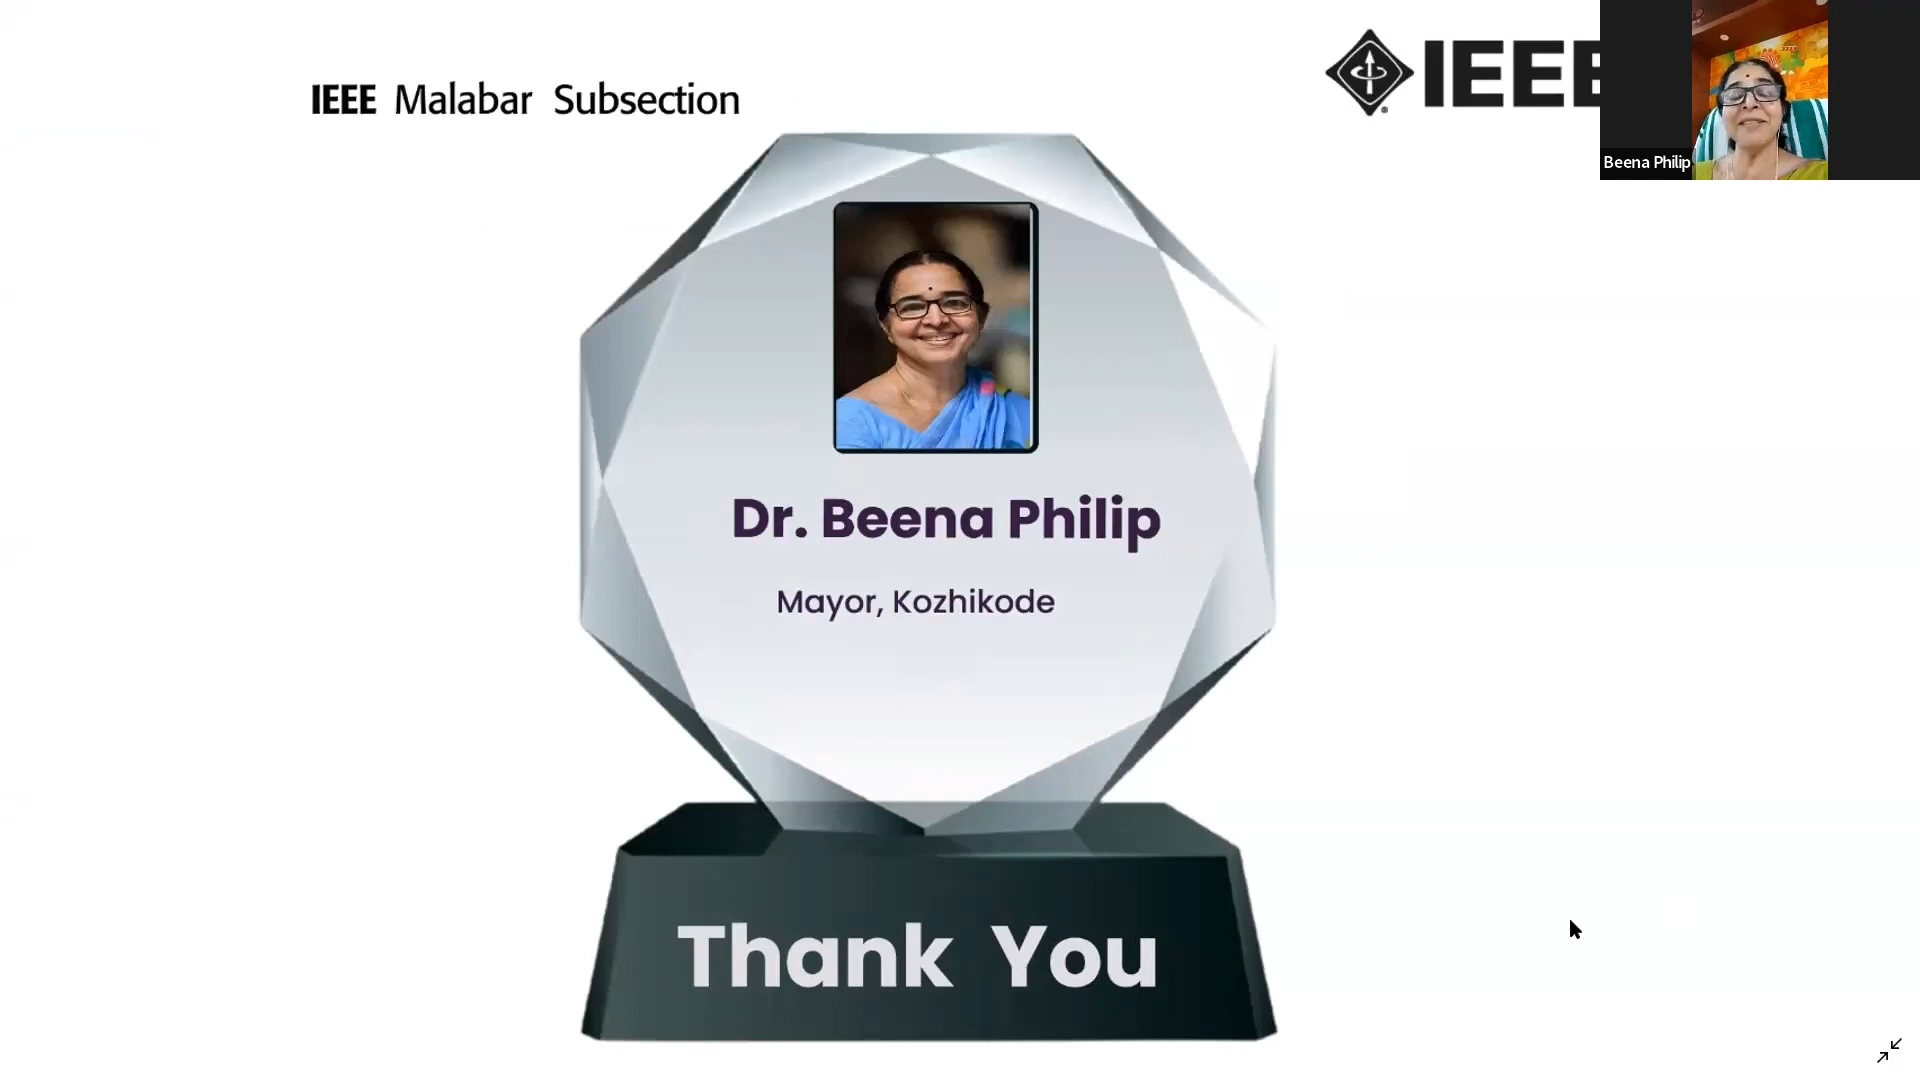 IEEE Malabar Subsection
IEEE
Beena Philip
Dr. Beena Philip
Mayor, Kozhikode
Thank You